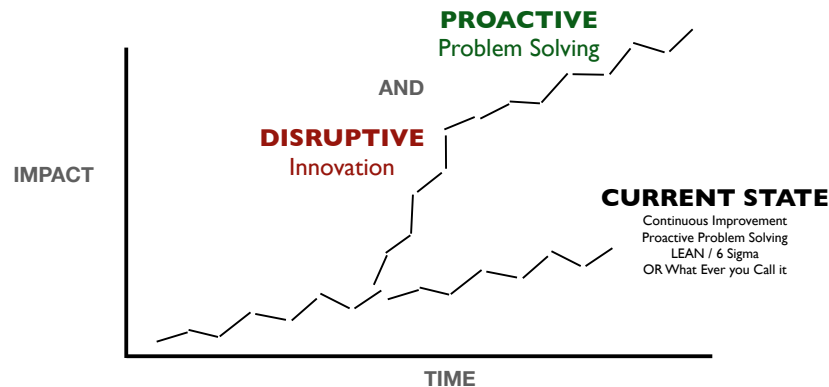 PROACTIVE
Problem Solving
AND
DISRUPTIVE
Innovation
IMPACT
CURRENT STATE
Continuous Improvement
Proactive Problem Solving
LEAN / 6 Sigma
OR What Ever you Call it
TIME